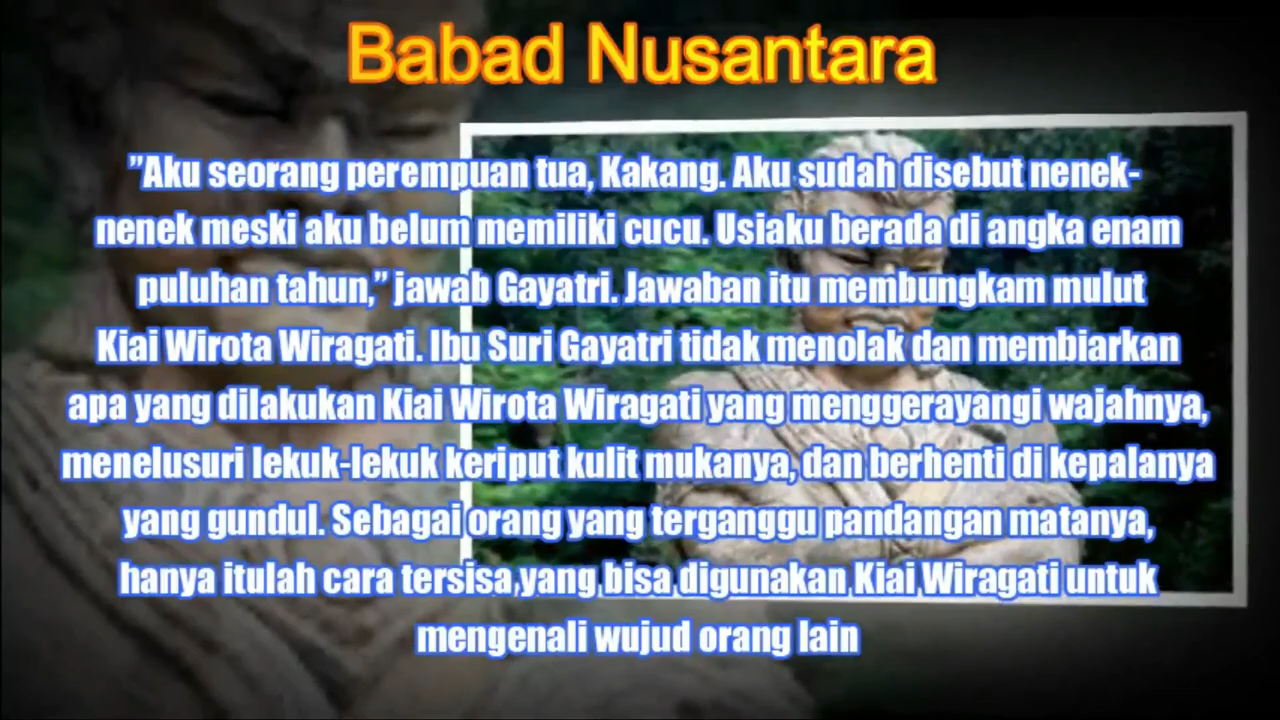 Babad Nusantara
”Aku seorang perempuan tua, Kakang. Aku sudah disebut nenek-
nenek meski aku belum memiliki cucu. Usiaku berada di angka enam
puluhan tahun,” jawab Gayatri. Jawaban itu membungkam mulut
Kiai Wirota Wiragati. Ibu Suri Gayatri tidak menolak dan membiarkan
apa yang dilakukan Kiai Wirota Wiragati yang menggerayangi wajahnya,
menelusuri lekuk-lekuk keriput kulit mukanya, dan berhenti di kepalanya
yang gundul. Sebagai orang yang terganggu pandangan matanya,
hanya itulah cara tersisa yang bisa digunakan Kiai Wiragati untuk
mengenali wujud orang lain